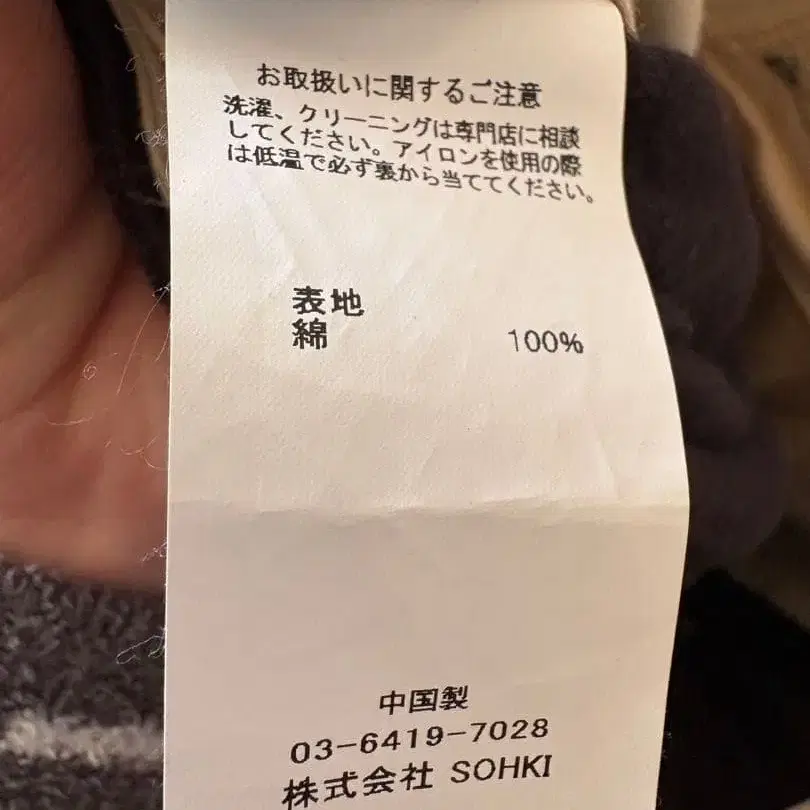 お取扱いに関するご注意
洗濯、クリーニングは専門店に相談
してください。アイロンを使用の際
は低温で必ず裏から当ててください。
表地
綿 100%
中国製
03-6419-7028
株式会社 SOHKI